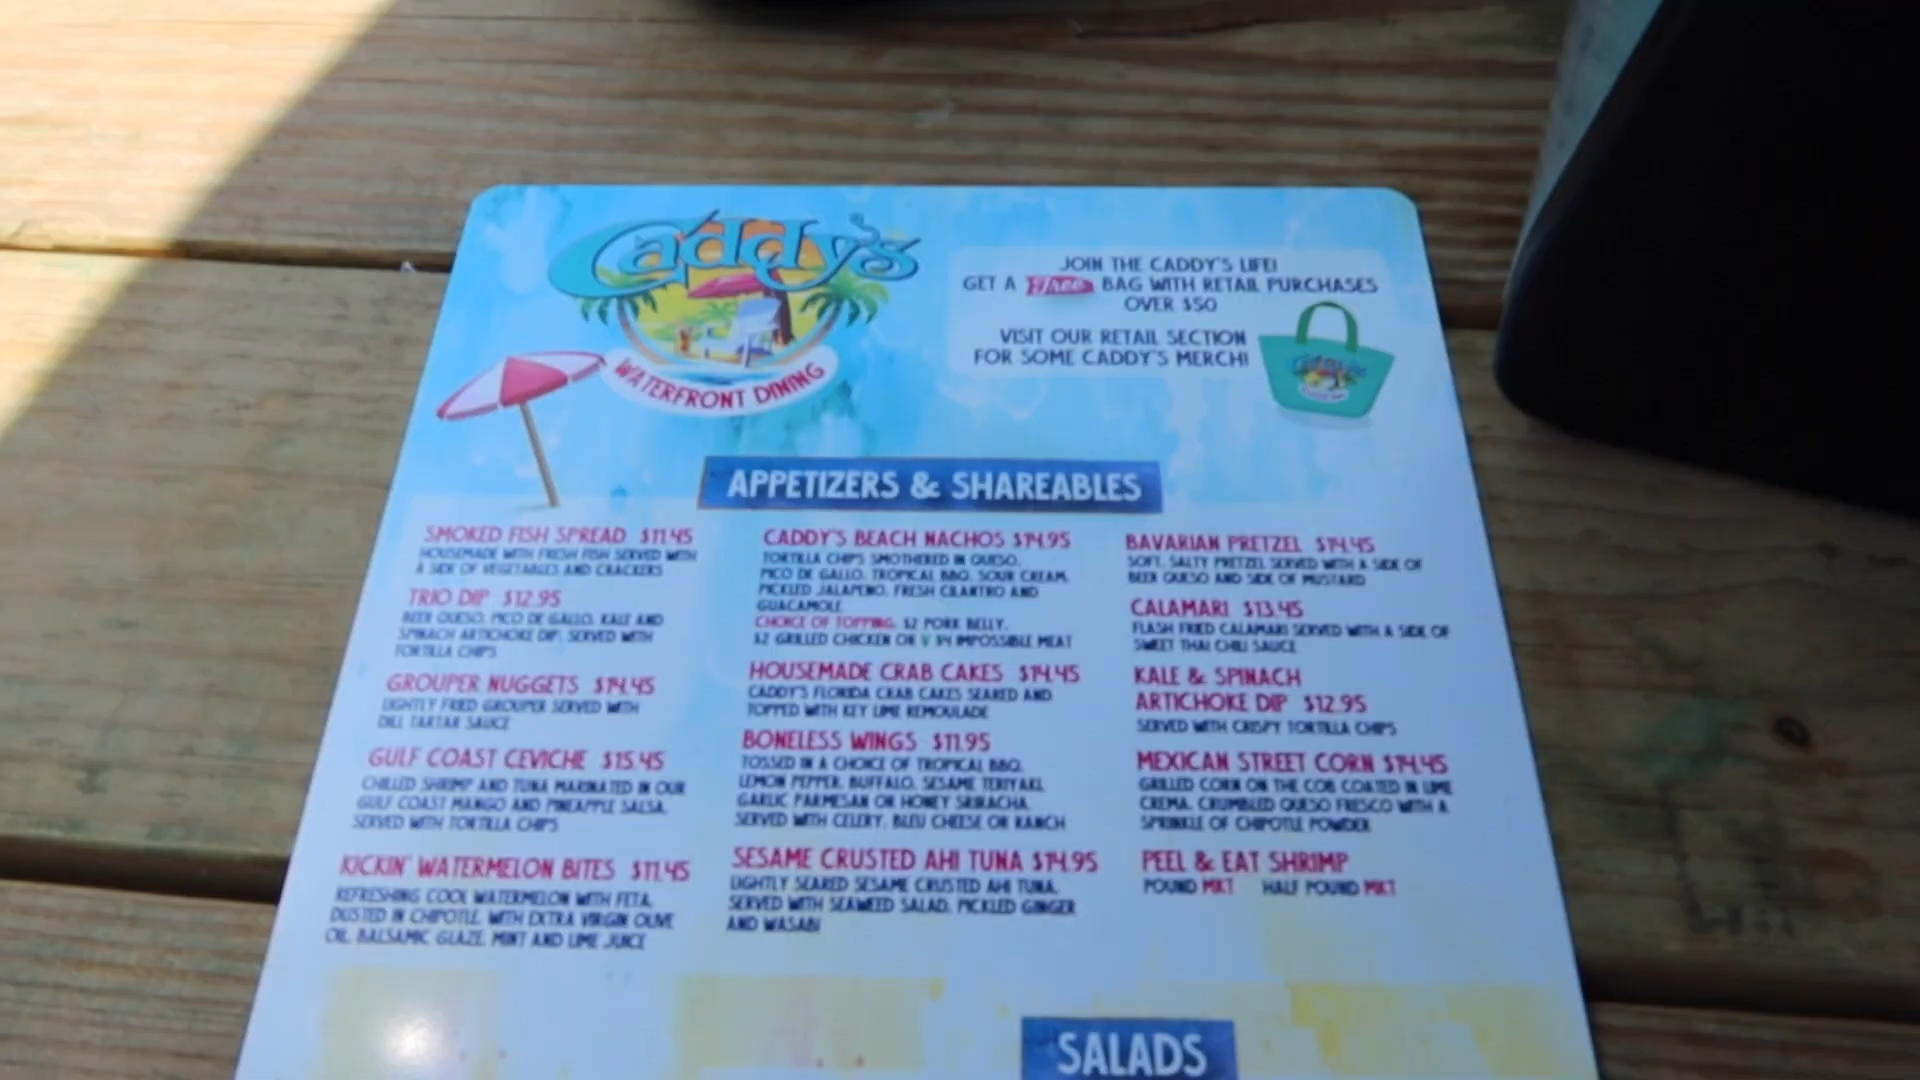 Caddy's
WATERFRONT DINING
JOIN THE CADDY'S LIFE!
GET A Free BAG WITH RETAIL PURCHASES
OVER $50
VISIT OUR RETAIL SECTION
FOR SOME CADDY'S MERCH!
APPETIZERS & SHAREABLES
SMOKED FISH SPREAD $11.45
HOUSEMADE WITH FRESH FISH SERVED WITH
A SIDE OF VEGETABLES AND CRACKERS
TRIO DIP $12.95
BEER QUESO, PICO DE GALLO, KALE AND
SPINACH ARTICHOKE DIP, SERVED WITH
TORTILLA CHIPS
GROUPER NUGGETS $14.45
LIGHTLY FRIED GROUPER SERVED WITH
DILL TARTAR SAUCE
GULF COAST CEVICHE $15.45
CHILLED SHRIMP AND TUNA MARINATED IN OUR
GULF COAST MANGO AND PINEAPPLE SALSA,
SERVED WITH TORTILLA CHIPS
KICKIN' WATERMELON BITES $11.45
REFRESHING COOL WATERMELON WITH FETA,
DUSTED IN CHIPOTLE, WITH EXTRA VIRGIN OLIVE
OIL, BALSAMIC GLAZE, MINT AND LIME JUICE
CADDY'S BEACH NACHOS $14.95
TORTILLA CHIPS SMOTHERED IN QUESO,
PICO DE GALLO, TROPICAL BBQ, SOUR CREAM,
PICKLED JALAPENO, FRESH CILANTRO AND
GUACAMOLE
CHOICE OF TOPPING: $2 PORK BELLY,
$2 GRILLED CHICKEN OR V $4 IMPOSSIBLE MEAT
HOUSEMADE CRAB CAKES $14.45
CADDY'S FLORIDA CRAB CAKES SEARED AND
TOPPED WITH KEY LIME REMOULADE
BONELESS WINGS $11.95
TOSSED IN A CHOICE OF TROPICAL BBQ,
LEMON PEPPER, BUFFALO, SESAME TERIYAKI,
GARLIC PARMESAN OR HONEY SRIRACHA,
SERVED WITH CELERY, BLEU CHEESE OR RANCH
SESAME CRUSTED AHI TUNA $14.95
LIGHTLY SEARED SESAME CRUSTED AHI TUNA,
SERVED WITH SEAWEED SALAD, PICKLED GINGER
AND WASABI
BAVARIAN PRETZEL $14.45
SOFT, SALTY PRETZEL SERVED WITH A SIDE OF
BEER QUESO AND SIDE OF MUSTARD
CALAMARI $13.45
FLASH FRIED CALAMARI SERVED WITH A SIDE OF
SWEET THAI CHILI SAUCE
KALE & SPINACH
ARTICHOKE DIP $12.95
SERVED WITH CRISPY TORTILLA CHIPS
MEXICAN STREET CORN $14.45
GRILLED CORN ON THE COB COATED IN LIME
CREMA, CRUMBLED QUESO FRESCO WITH A
SPRINKLE OF CHIPOTLE POWDER
PEEL & EAT SHRIMP
POUND MKT HALF POUND MKT
SALADS